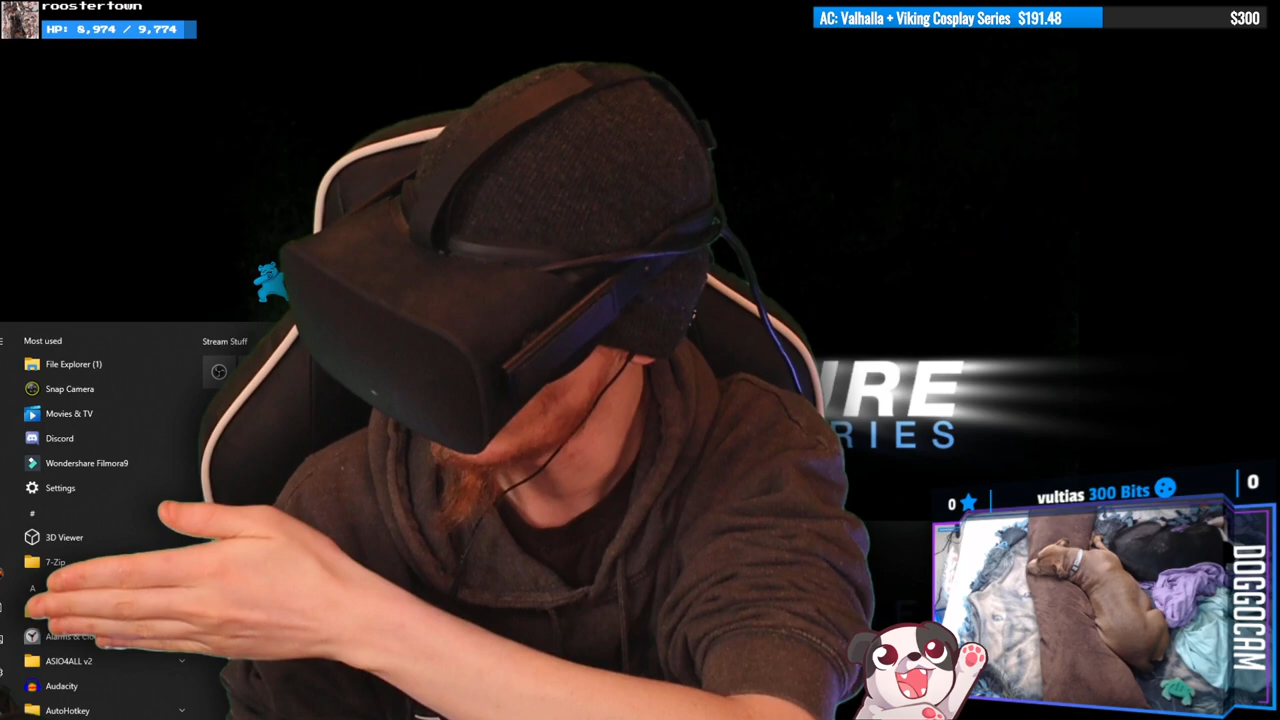 roostertown
HP: 8,974 / 9,774
AC: Valhalla + Viking Cosplay Series $191.48
$300
Most used
Stream Stuff
File Explorer (1)
Snap Camera
Movies & TV
Discord
Wondershare Filmora9
Settings
#
3D Viewer
7-Zip
A
Alarms & Clo
ASIO4ALL v2
Audacity
AutoHotkey
URE
RIES
0
vultias 300 Bits
0
DOGGOCAM